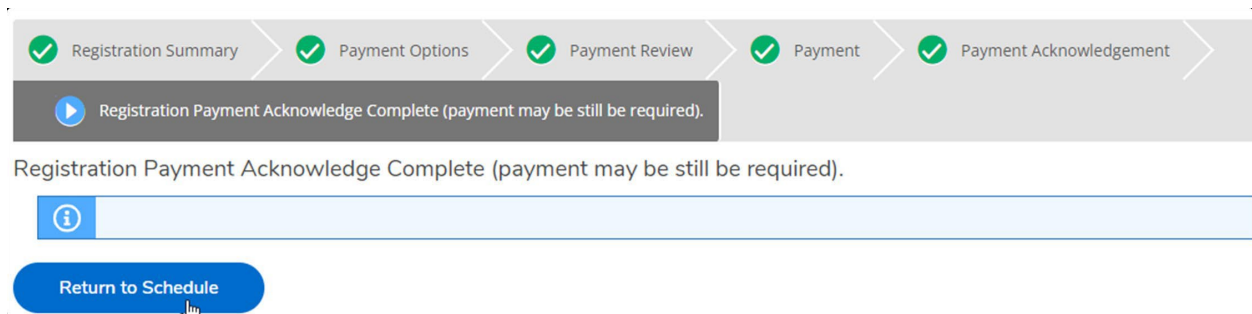 Registration Summary
Payment Options
Payment Review
Payment
Payment Acknowledgement
Registration Payment Acknowledge Complete (payment may be still be required).
Registration Payment Acknowledge Complete (payment may be still be required).
Return to Schedule